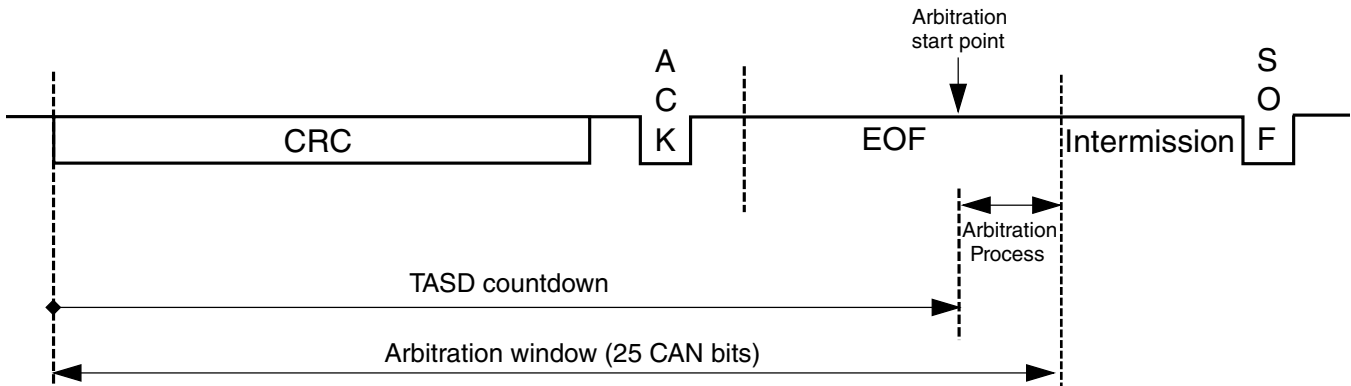 Arbitration
start point
A
C
K
S
O
F
CRC
EOF
Intermission
Arbitration
Process
TASD countdown
Arbitration window (25 CAN bits)